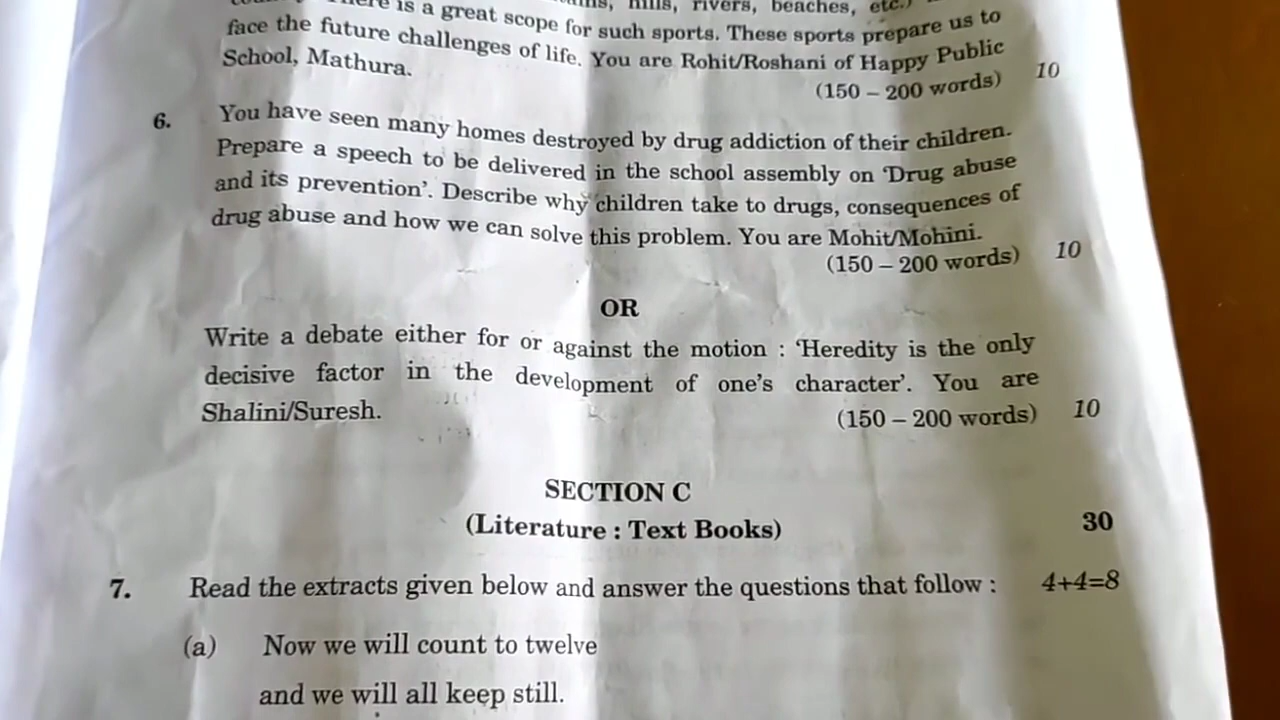 is a great scope for such sports. These sports prepare us to
face the future challenges of life. You are Rohit/Roshani of Happy Public
School, Mathura.
(150 – 200 words) 10
6. You have seen many homes destroyed by drug addiction of their children.
Prepare a speech to be delivered in the school assembly on 'Drug abuse
and its prevention'. Describe why children take to drugs, consequences of
drug abuse and how we can solve this problem. You are Mohit/Mohini.
(150 – 200 words) 10
OR
Write a debate either for or against the motion : 'Heredity is the only
decisive factor in the development of one's character'. You are
Shalini/Suresh. (150 – 200 words) 10
SECTION C
(Literature : Text Books) 30
7. Read the extracts given below and answer the questions that follow : 4+4=8
(a) Now we will count to twelve
and we will all keep still.